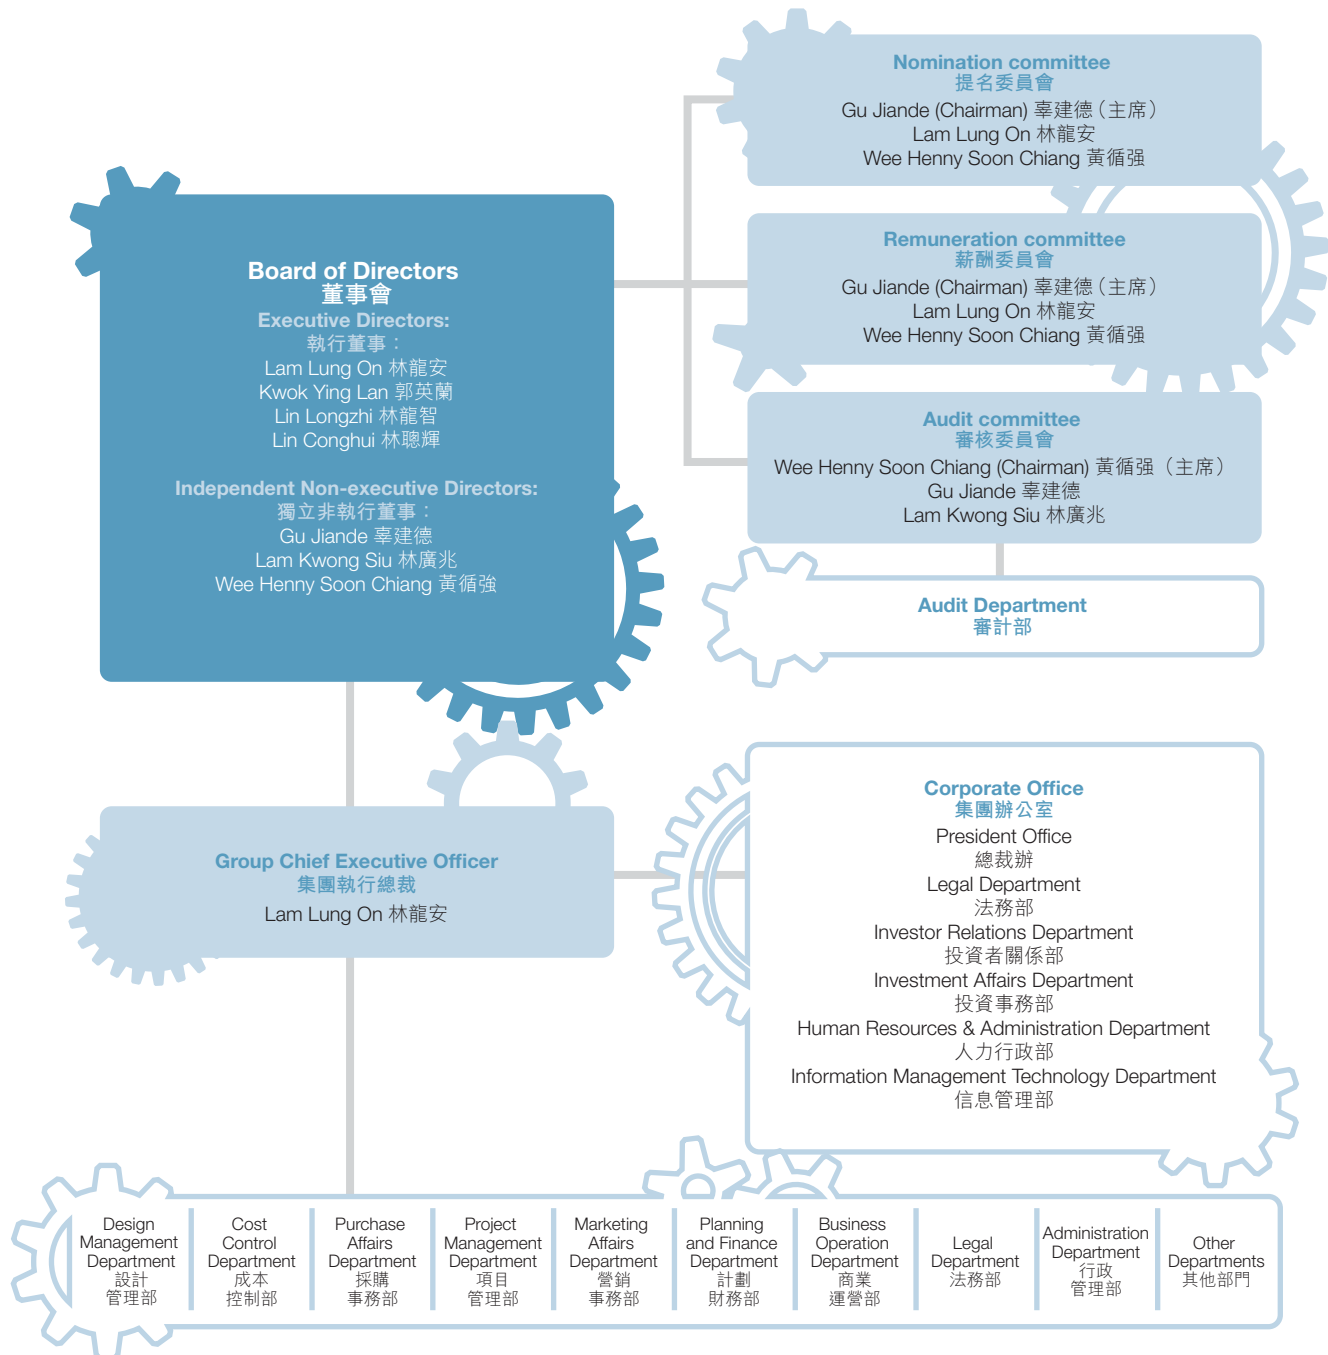 Nomination committee
提名委員會
Gu Jiande (Chairman) 辜建德（主席）
Lam Lung On 林龍安
Wee Henny Soon Chiang 黃循强
Board of Directors
董事會
Executive Directors:
執行董事：
Lam Lung On 林龍安
Kwok Ying Lan 郭英蘭
Lin Longzhi 林龍智
Lin Conghui 林聰輝
Independent Non-executive Directors:
獨立非執行董事：
Gu Jiande 辜建德
Lam Kwong Siu 林廣兆
Wee Henny Soon Chiang 黃循強
Remuneration committee
薪酬委員會
Gu Jiande (Chairman) 辜建德（主席）
Lam Lung On 林龍安
Wee Henny Soon Chiang 黃循强
Audit committee
審核委員會
Wee Henny Soon Chiang (Chairman) 黃循强（主席）
Gu Jiande 辜建德
Lam Kwong Siu 林廣兆
Audit Department
審計部
Group Chief Executive Officer
集團執行總裁
Lam Lung On 林龍安
Corporate Office
集團辦公室
President Office
總裁辦
Legal Department
法務部
Investor Relations Department
投資者關係部
Investment Affairs Department
投資事務部
Human Resources & Administration Department
人力行政部
Information Management Technology Department
信息管理部
Design
Management
Department
設計
管理部
Cost
Control
Department
成本
控制部
Purchase
Affairs
Department
採購
事務部
Project
Management
Department
項目
管理部
Marketing
Affairs
Department
營銷
事務部
Planning
and Finance
Department
計劃
財務部
Business
Operation
Department
商業
運營部
Legal
Department
法務部
Administration
Department
行政
管理部
Other
Departments
其他部門